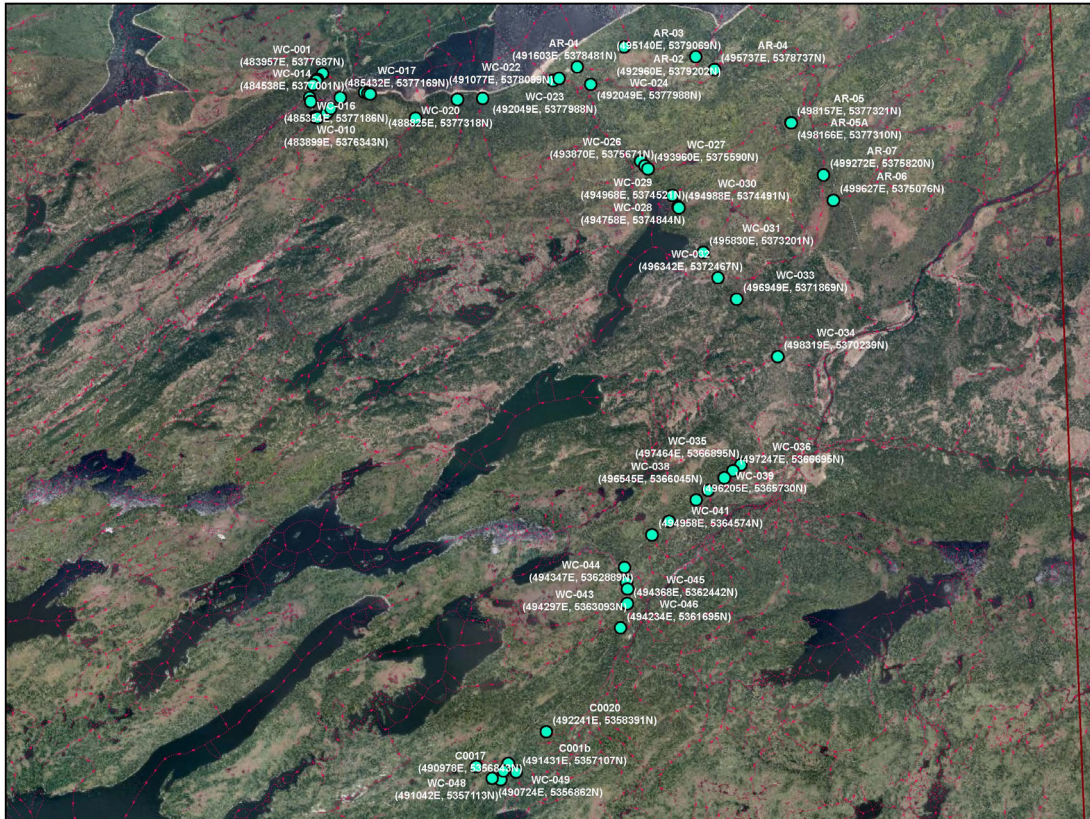 WC-001
(483957E, 5377687N)
WC-014
(484538E, 5377001N)
WC-016
(485354E, 5377186N)
WC-010
(483899E, 5376343N)
WC-017
(485432E, 5377169N)
WC-020
(488825E, 5377318N)
WC-022
(491077E, 5378009N)
WC-023
(492049E, 5377988N)
AR-01
(491603E, 5378481N)
AR-03
(495140E, 5379069N)
AR-02
(492960E, 5379202N)
WC-024
(492049E, 5377988N)
AR-04
(495737E, 5378737N)
AR-05
(498157E, 5377321N)
AR-05A
(498166E, 5377310N)
AR-07
(499272E, 5375820N)
AR-06
(499627E, 5375076N)
WC-026
(493870E, 5375671N)
WC-027
(493960E, 5375590N)
WC-029
(494968E, 5374521N)
WC-030
(494988E, 5374491N)
WC-028
(494758E, 5374844N)
WC-031
(495830E, 5373201N)
WC-032
(496342E, 5372467N)
WC-033
(496949E, 5371869N)
WC-034
(498319E, 5370239N)
WC-035
(497464E, 5366895N)
WC-036
(497247E, 5366695N)
WC-038
(496545E, 5366045N)
WC-039
(496205E, 5365730N)
WC-041
(494958E, 5364574N)
WC-044
(494347E, 5362889N)
WC-045
(494368E, 5362442N)
WC-043
(494297E, 5363093N)
WC-046
(494234E, 5361695N)
C0020
(492241E, 5358391N)
C001b
(491431E, 5357107N)
C0017
(490978E, 5356843N)
WC-048
(491042E, 5357113N)
WC-049
(490724E, 5356862N)